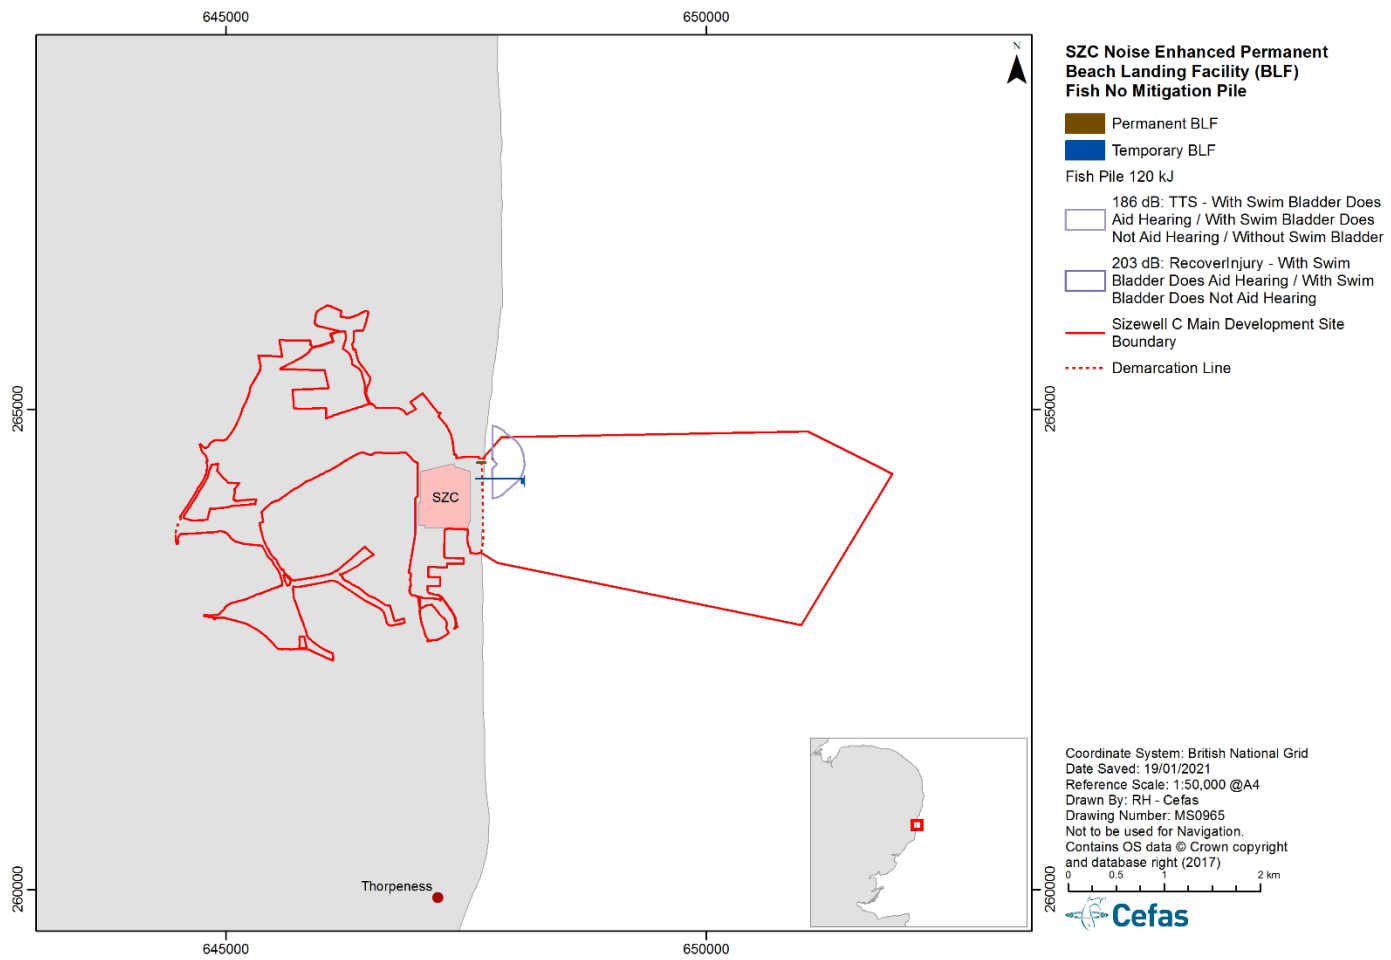 645000
650000
N
SZC Noise Enhanced Permanent
Beach Landing Facility (BLF)
Fish No Mitigation Pile
Permanent BLF
Temporary BLF
Fish Pile 120 kJ
186 dB: TTS - With Swim Bladder Does
Aid Hearing / With Swim Bladder Does
Not Aid Hearing / Without Swim Bladder
203 dB: RecoverInjury - With Swim
Bladder Does Aid Hearing / With Swim
Bladder Does Not Aid Hearing
Sizewell C Main Development Site
Boundary
Demarcation Line
265000
265000
SZC
Thorpeness
260000
260000
645000
650000
Coordinate System: British National Grid
Date Saved: 19/01/2021
Reference Scale: 1:50,000 @A4
Drawn By: RH - Cefas
Drawing Number: MS0965
Not to be used for Navigation.
Contains OS data © Crown copyright
and database right (2017)
0 0.5 1 2 km
Cefas